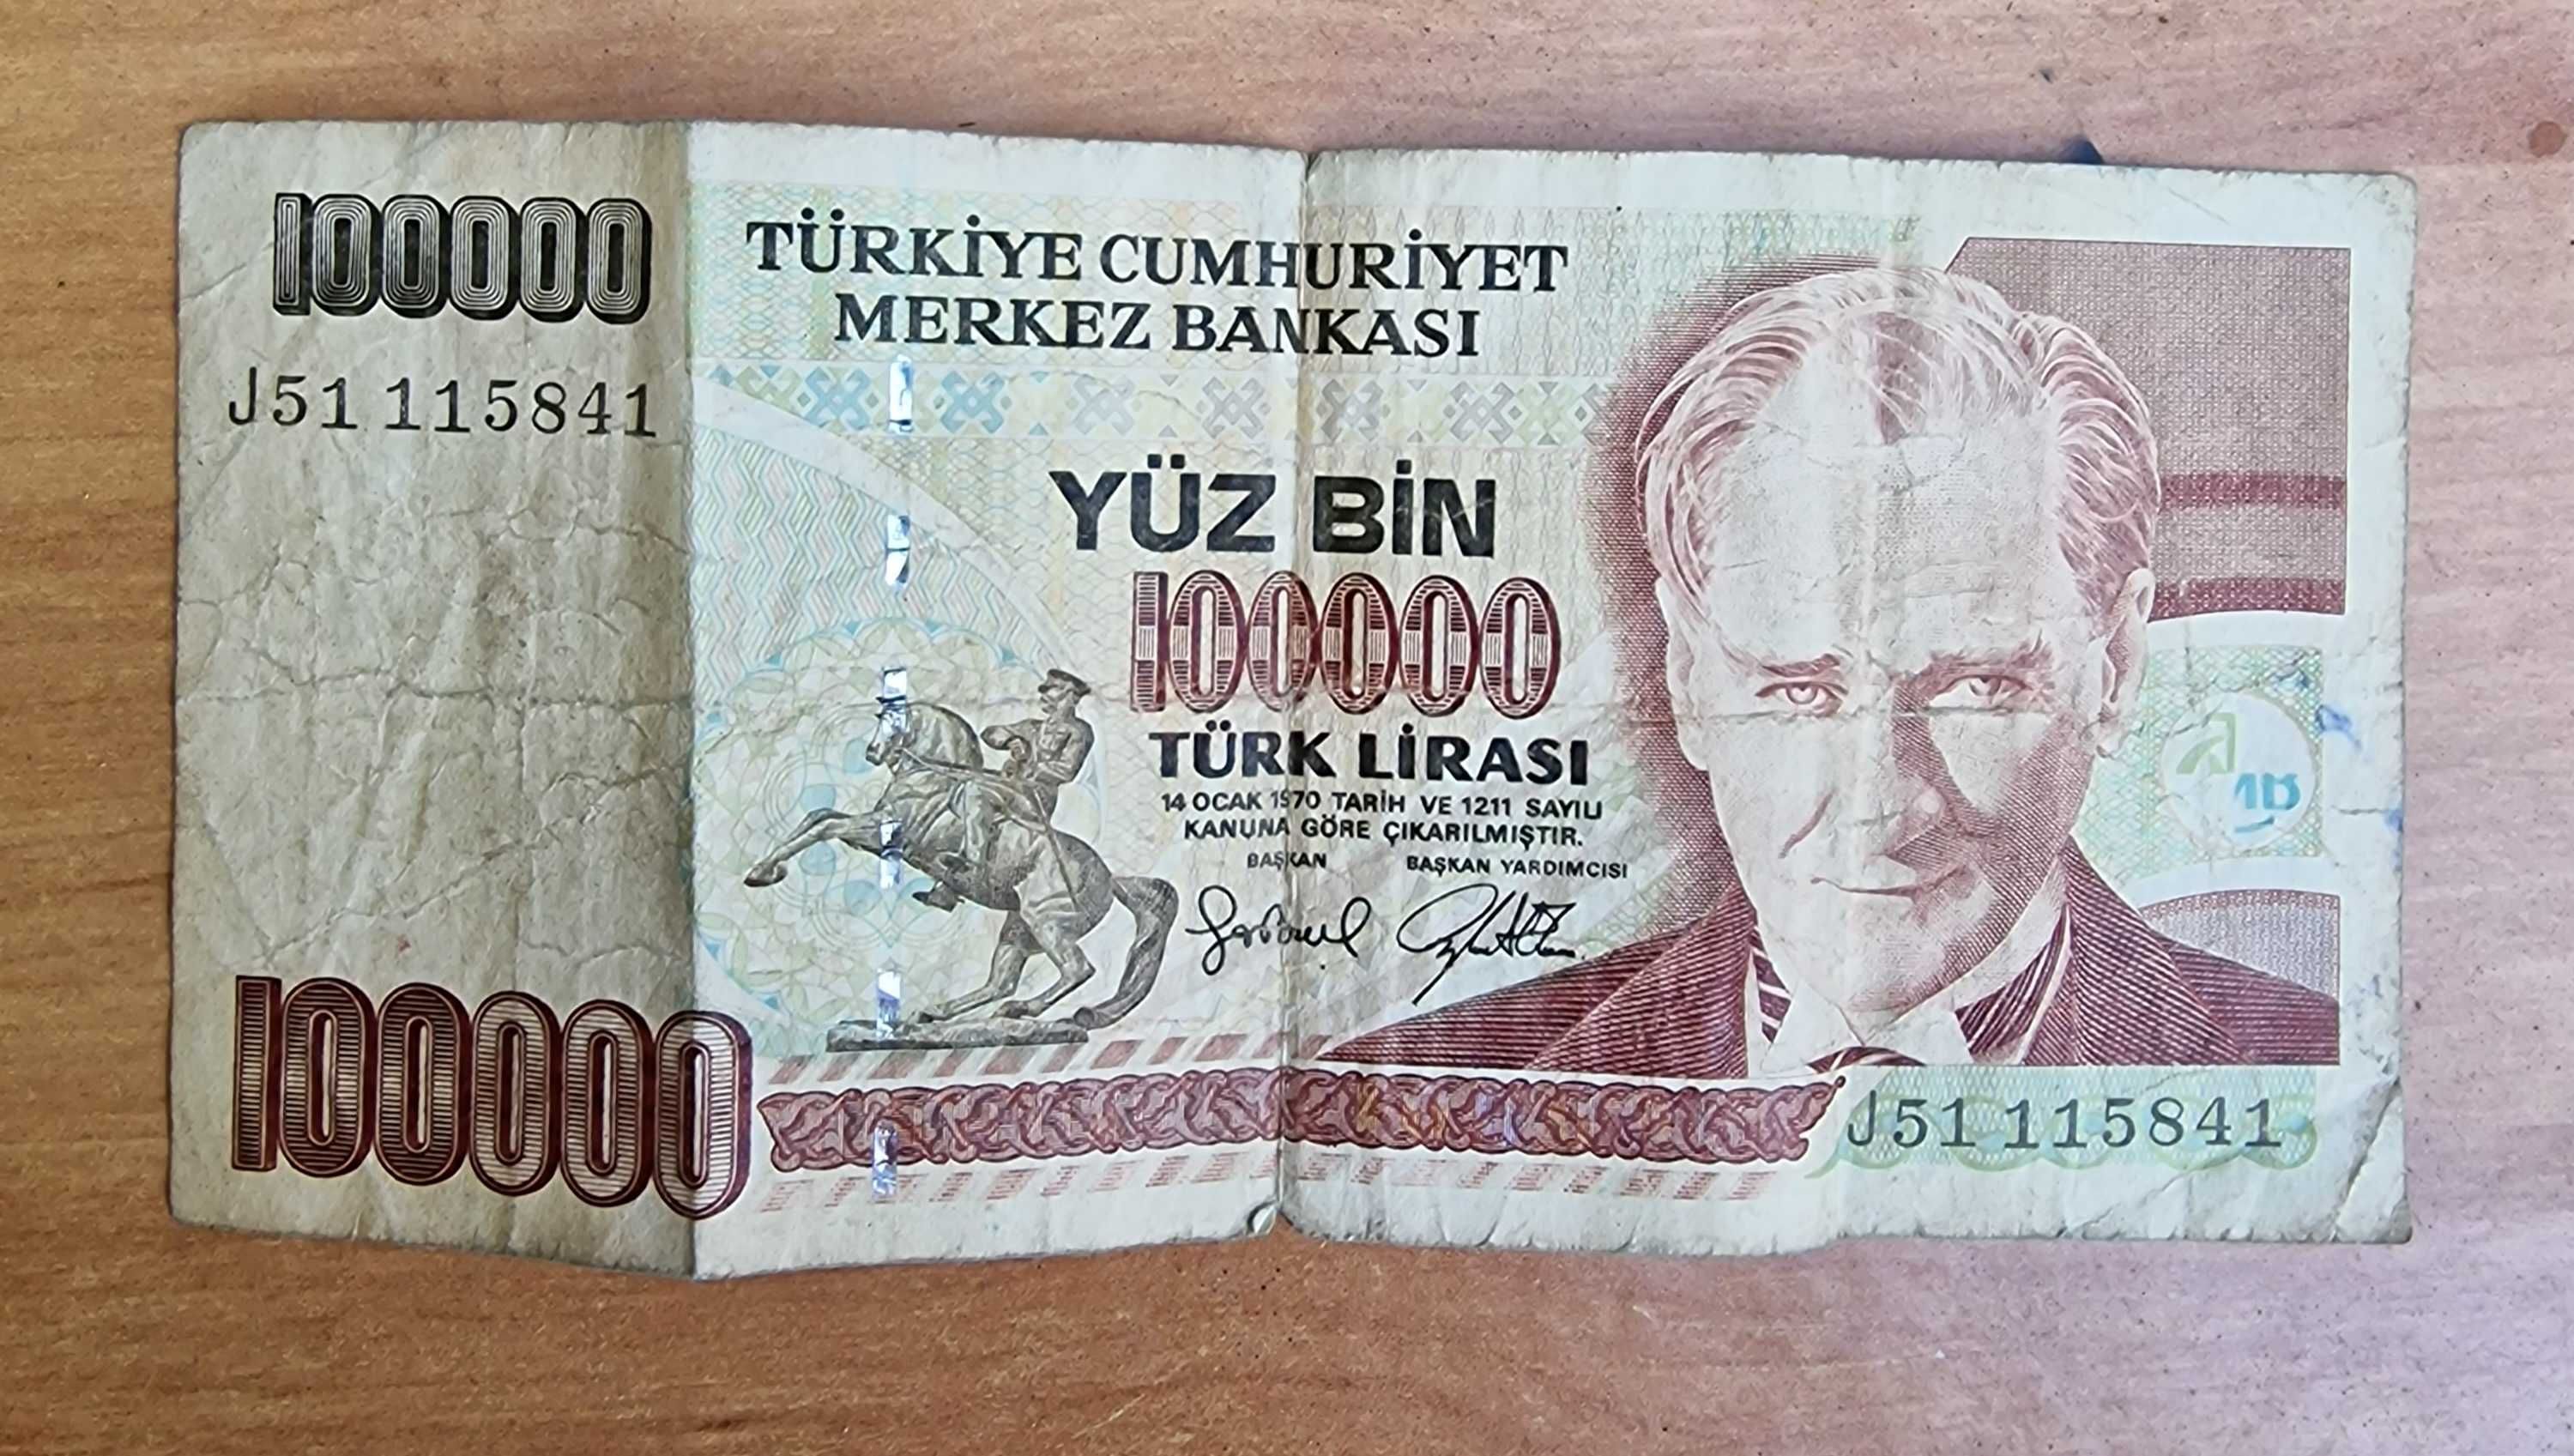 100000
J51 115841
TÜRKİYE CUMHURİYET
MERKEZ BANKASI
YÜZ BİN
100000
TÜRK LİRASI
14 OCAK 1970 TARİH VE 1211 SAYILI
KANUNA GÖRE ÇIKARILMIŞTIR.
BAŞKAN BAŞKAN YARDIMCISI
100000
J51 115841